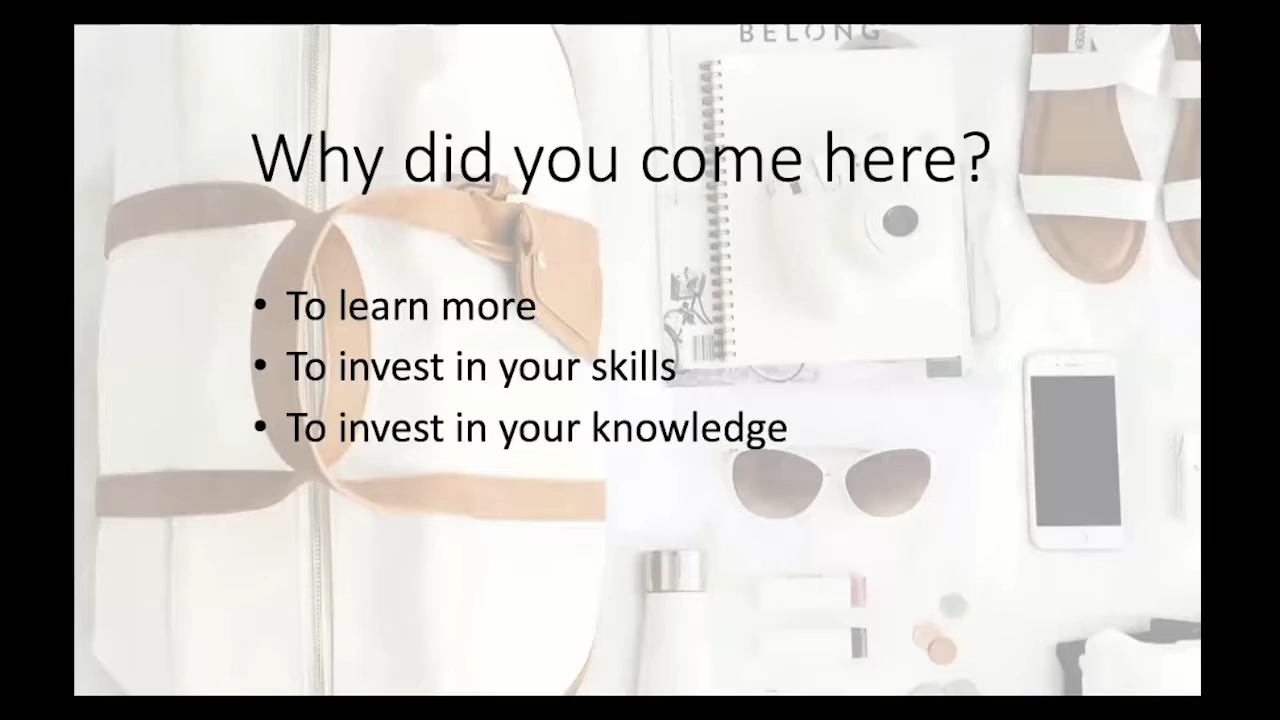 BELONG
Why did you come here?
• To learn more
• To invest in your skills
• To invest in your knowledge